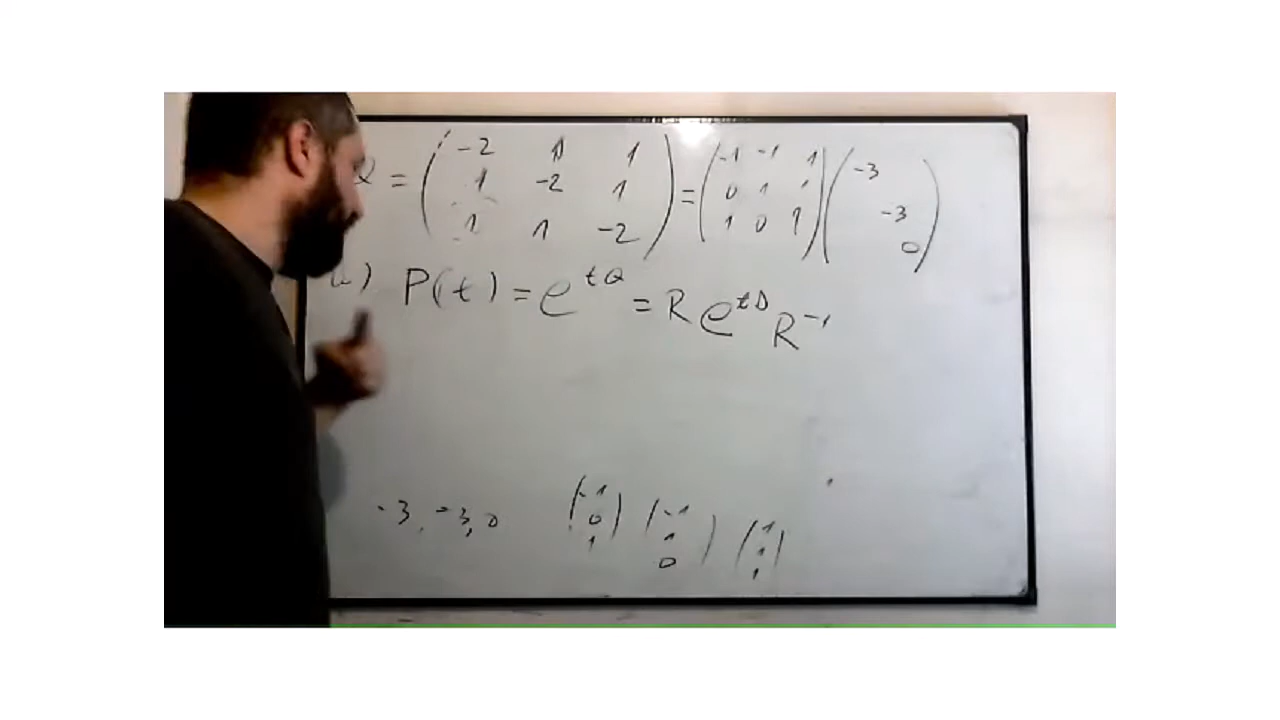 Q = ( -2 1 1 ) = ( -1 -1 1 ) ( -3 )
1 -2 1 0 1 1 -3
1 1 -2 1 0 1 0
) P(t) = e^{tQ} = R e^{tD} R^{-1}
-3, -3, 0 (-1 0 1) (-1 1 0) (1 1 1)